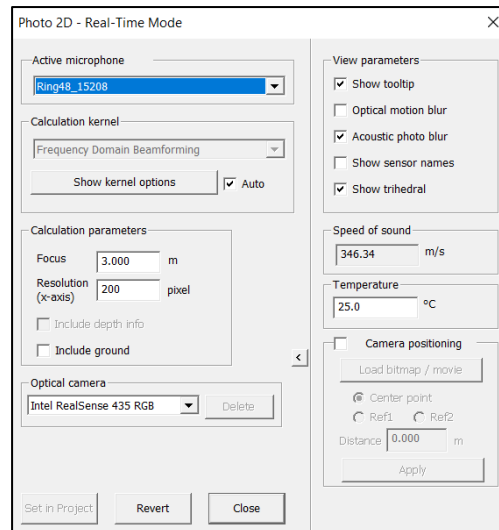 Photo 2D - Real-Time Mode
Active microphone
Ring48_15208
Calculation kernel
Frequency Domain Beamforming
Show kernel options
Auto
Calculation parameters
Focus 3.000 m
Resolution
(x-axis) 200 pixel
Include depth info
Include ground
Optical camera
Intel RealSense 435 RGB Delete
Set in Project Revert Close
<
View parameters
Show tooltip
Optical motion blur
Acoustic photo blur
Show sensor names
Show trihedral
Speed of sound
346.34 m/s
Temperature
25.0 °C
Camera positioning
Load bitmap / movie
Center point
Ref1 Ref2
Distance 0.000 m
Apply